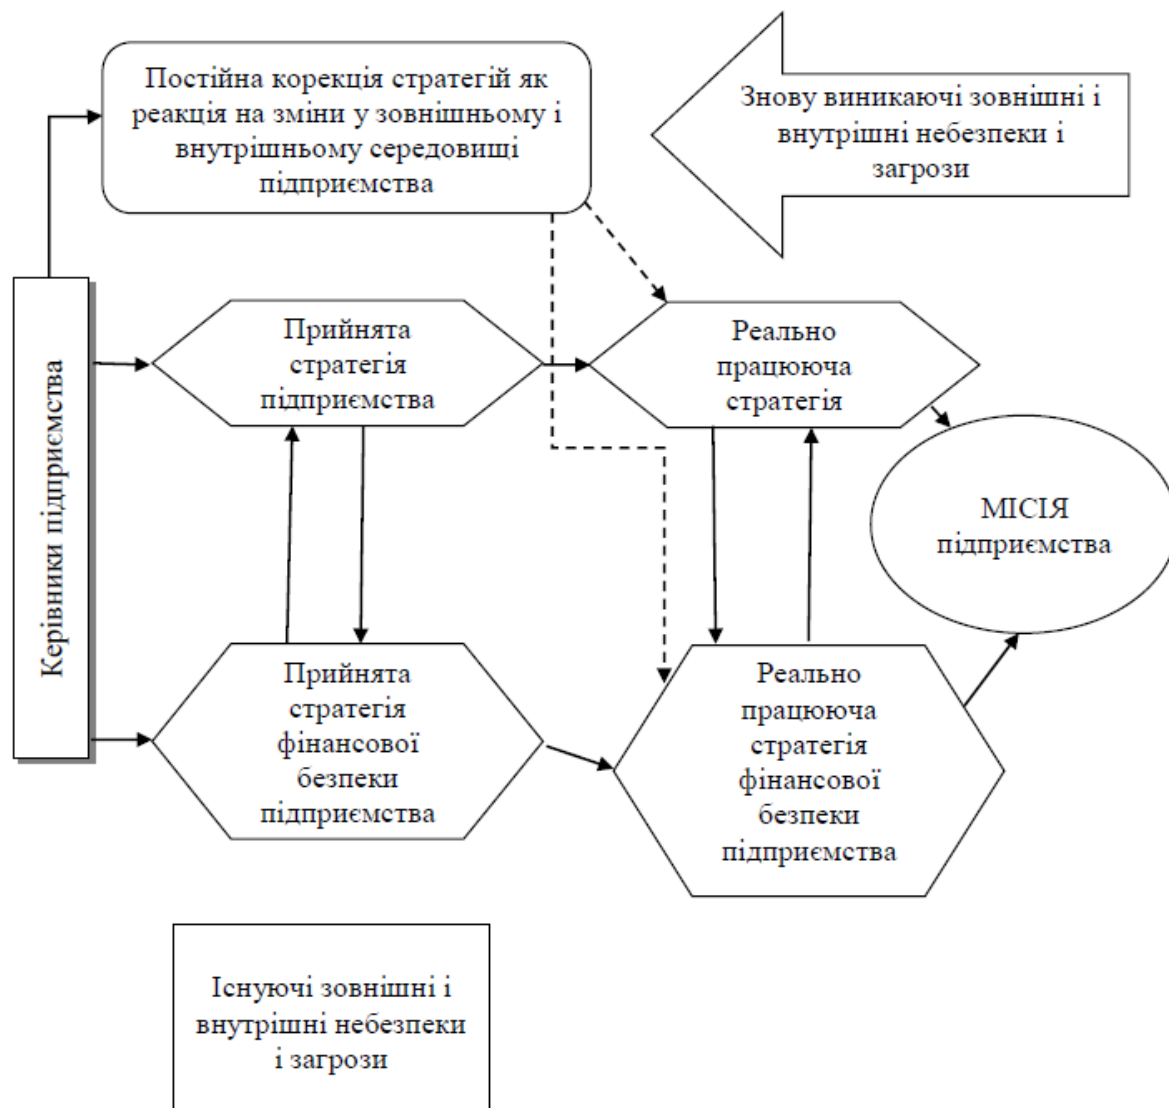 Постійна корекція стратегій як
реакція на зміни у зовнішньому і
внутрішньому середовищі
підприємства
Знову виникаючі зовнішні і
внутрішні небезпеки і
загрози
Керівники підприємства
Прийнята
стратегія
підприємства
Реально
працююча
стратегія
МІСІЯ
підприємства
Прийнята
стратегія
фінансової
безпеки
підприємства
Реально
працююча
стратегія
фінансової
безпеки
підприємства
Існуючі зовнішні і
внутрішні небезпеки
і загрози